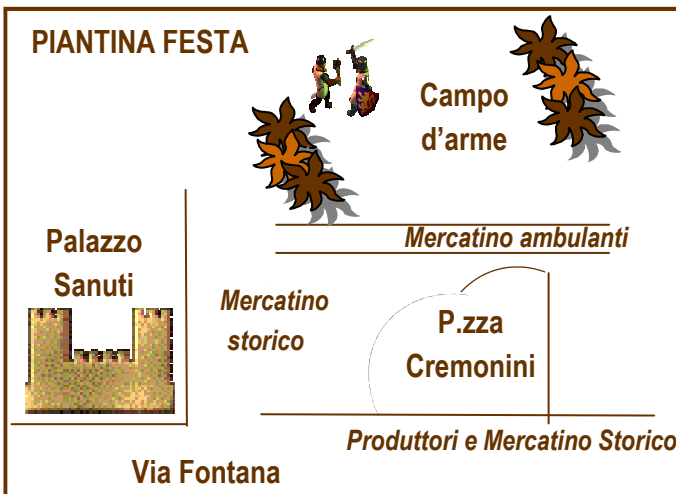 PIANTINA FESTA
Campo
d'arme
Mercatino ambulanti
Palazzo
Sanuti
Mercatino
storico
P.zza
Cremonini
Produttori e Mercatino Storico
Via Fontana